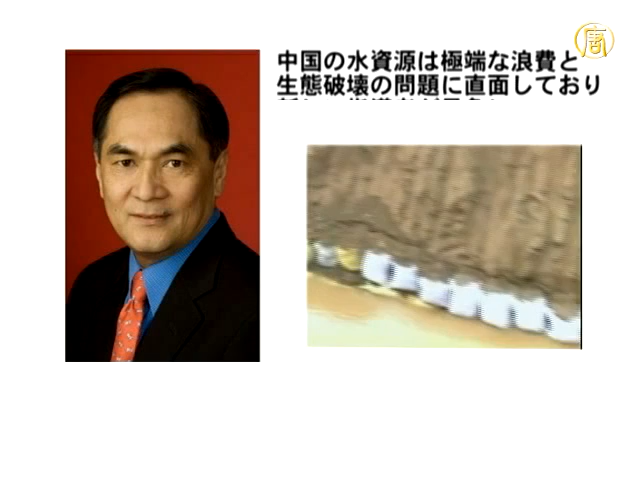 唐
中国の水資源は極端な浪費と
生態破壊の問題に直面しており